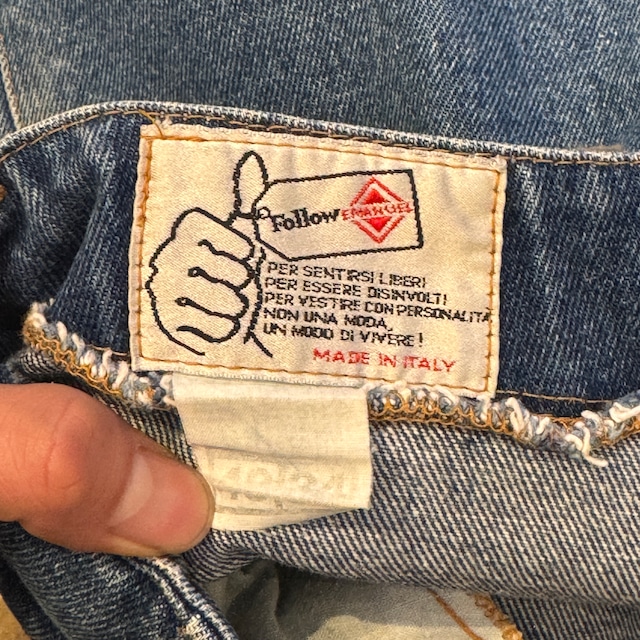 Follow EMANUEL
PER SENTIRSI LIBERI
PER ESSERE DISINVOLTI
PER VESTIRE CON PERSONALITÀ
NON UNA MODA,
UN MODO DI VIVERE!
MADE IN ITALY